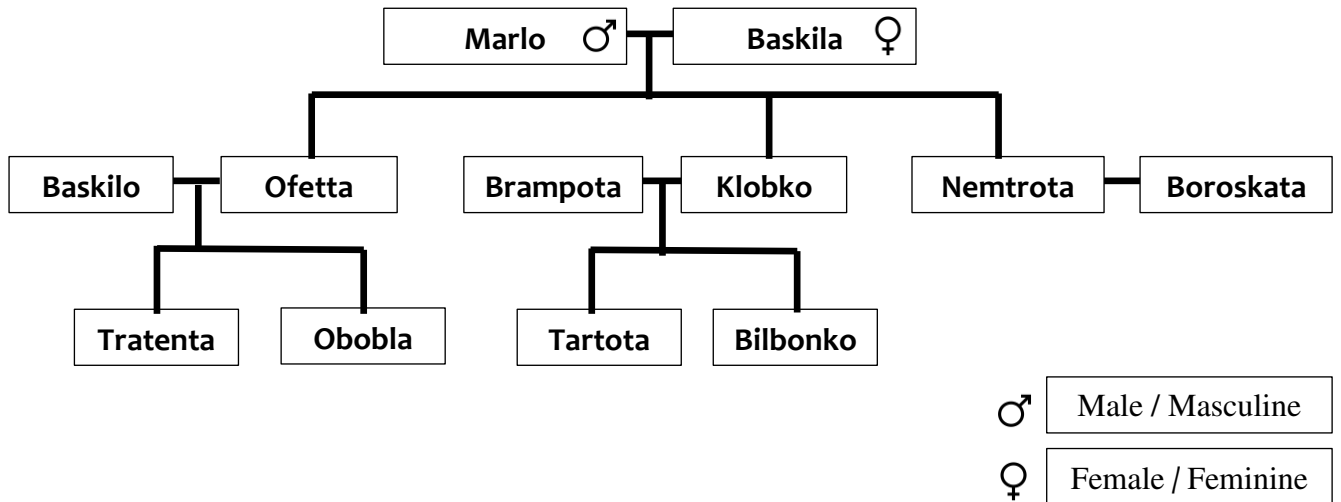 Marlo ♂ Baskila ♀
Baskilo Ofetta Brampota Klobko Nemtrota Boroskata
Tratenta Obobla Tartota Bilbonko
♂ Male / Masculine
♀ Female / Feminine